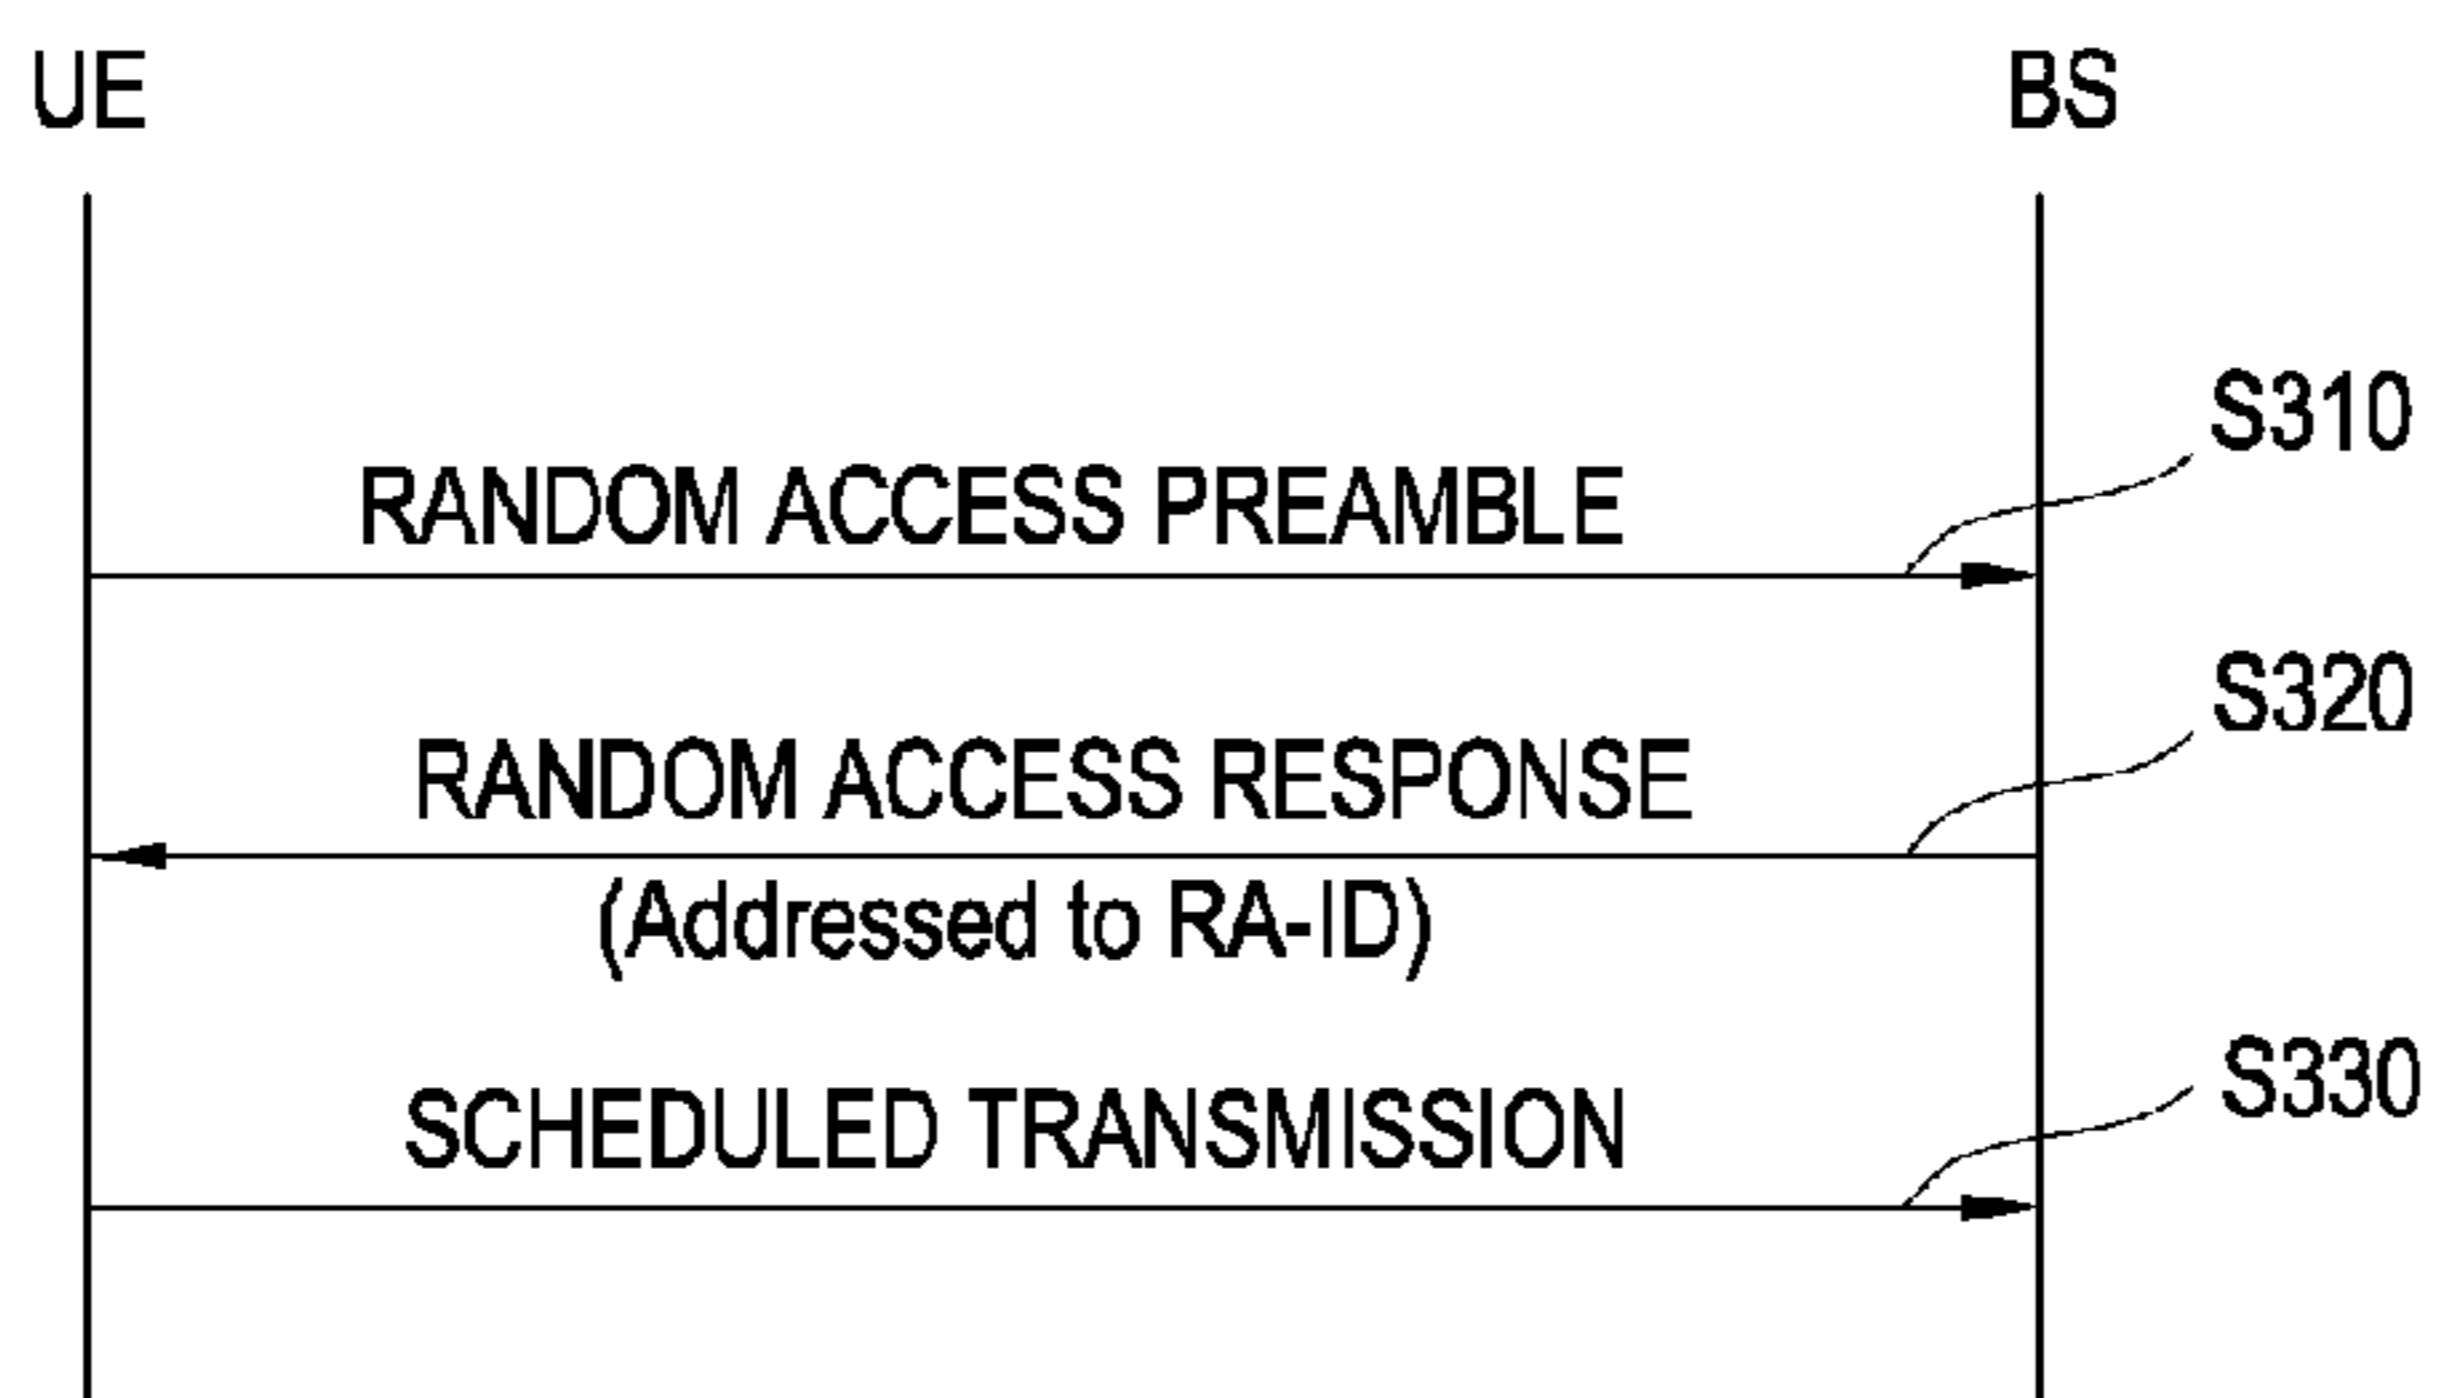 UE
BS
S310
RANDOM ACCESS PREAMBLE
S320
RANDOM ACCESS RESPONSE
(Addressed to RA-ID)
S330
SCHEDULED TRANSMISSION